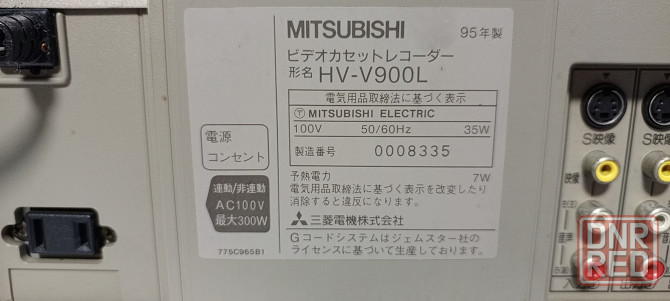 MITSUBISHI 95年製
ビデオカセットレコーダー
形名 HV-V900L
電気用品取締法に基づく表示
Ⓣ MITSUBISHI ELECTRIC
100V 50/60Hz 35W
製造番号 0008335
予熱電力 7W
電気用品取締法に基づく表示を改変したり
消除すると違反になります。
三菱電機株式会社
Gコードシステムはジェムスター社の
ライセンスに基づいて生産しております。
電源
コンセント
連動/非連動
AC100V
最大300W
775C965B1
S映像
S映像
映像
DNR
RED